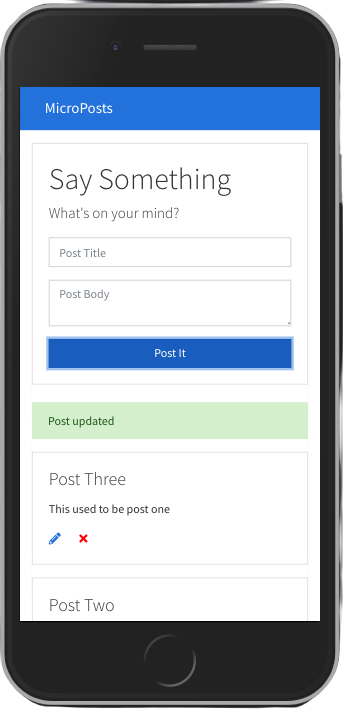 MicroPosts
Say Something
What's on your mind?
Post Title
Post Body
Post It
Post updated
Post Three
This used to be post one
Post Two